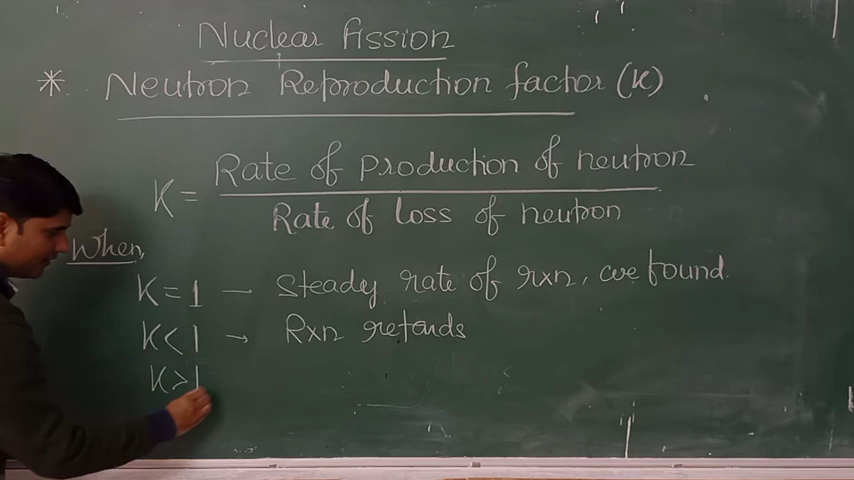 Nuclear fission
* Neutron Reproduction factor (K)
K = Rate of Production of neutron
Rate of loss of neutron
When,
K = 1 — Steady rate of rxn, we found.
K < 1 → Rxn retards
K > 1